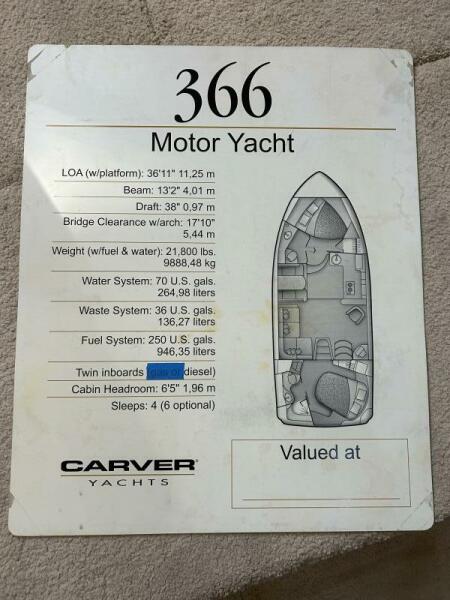 366
Motor Yacht
LOA (w/platform): 36'11" 11,25 m
Beam: 13'2" 4,01 m
Draft: 38" 0,97 m
Bridge Clearance w/arch: 17'10"
5,44 m
Weight (w/fuel & water): 21,800 lbs.
9888,48 kg
Water System: 70 U.S. gals.
264,98 liters
Waste System: 36 U.S. gals.
136,27 liters
Fuel System: 250 U.S. gals.
946,35 liters
Twin inboards (gas or diesel)
Cabin Headroom: 6'5" 1,96 m
Sleeps: 4 (6 optional)
CARVER®
YACHTS
Valued at